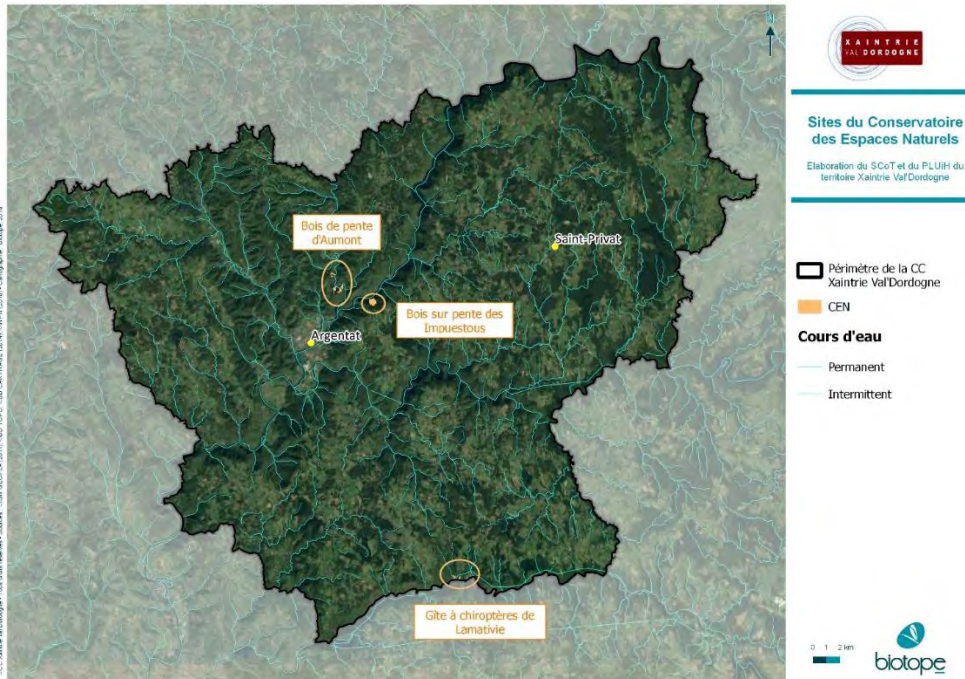 N
XAINTRIE
VAL DORDOGNE
Sites du Conservatoire
des Espaces Naturels
Elaboration du SCoT et du PLUiH du
territoire Xaintrie Val'Dordogne
Bois de pente
d'Aumont
Saint-Privat
Bois sur pente des
Impuestous
Argentat
Gîte à chiroptères de
Lamativie
Périmètre de la CC
Xaintrie Val'Dordogne
CEN
Cours d'eau
Permanent
Intermittent
0 1 2 km
biotope